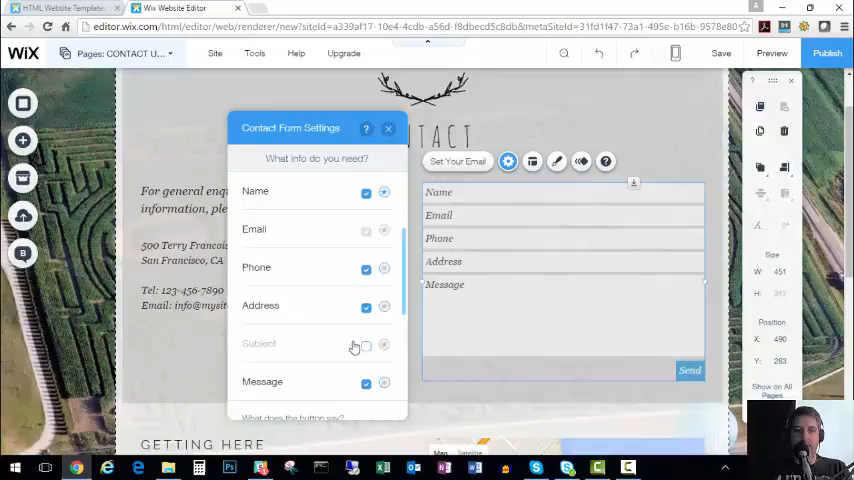 HTML Website Template:
Wix Website Editor
editor.wix.com/html/editor/web/renderer/new?siteId=a339af17-10e4-4cdb-af56-f8dbecd5c8db&metaSiteId=31fd1f47-73a1-495e-b16b-9578e80
WiX
Pages: CONTACT U...
Site
Tools
Help
Upgrade
Save
Preview
Publish
Contact Form Settings
?
What info do you need?
Name
Email
Phone
Address
Subject
Message
What does the button say?
Set Your Email
?
For general enq
information, ple
500 Terry Francois
San Francisco, CA
Tel: 123-456-7890
Email: info@mysit
Name
Email
Phone
Address
Message
Send
?
Size
W: 451
H: 217
Position
X: 490
Y: 283
Show on All
Pages
GETTING HERE
Map